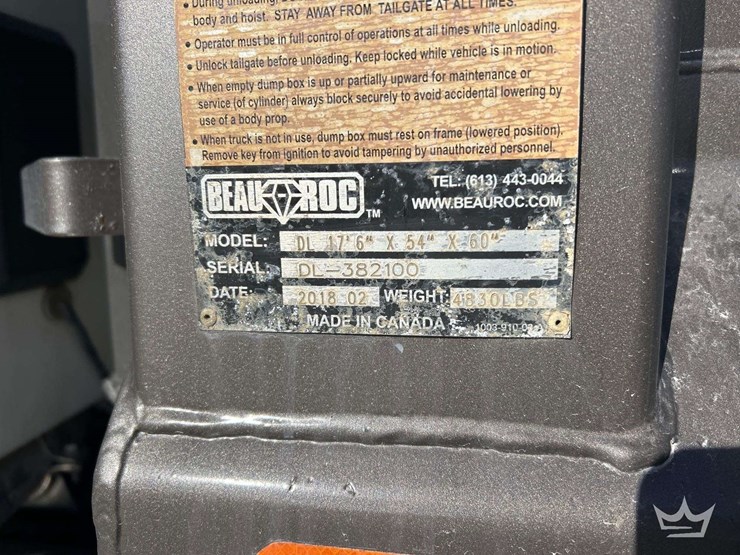 During unloading,
body and hoist. STAY AWAY FROM TAILGATE AT ALL TIMES.
• Operator must be in full control of operations at all times while unloading.
• Unlock tailgate before unloading. Keep locked while vehicle is in motion.
• When empty dump box is up or partially upward for maintenance or
service (of cylinder) always block securely to avoid accidental lowering by
use of a body prop.
• When truck is not in use, dump box must rest on frame (lowered position).
Remove key from ignition to avoid tampering by unauthorized personnel.
BEAU ROC TM
TEL: (613) 443-0044
WWW.BEAUROC.COM
MODEL: DL 17'6" X 54" X 60"
SERIAL: DL-382100
DATE: 2018 02 WEIGHT: 4830LBS
MADE IN CANADA